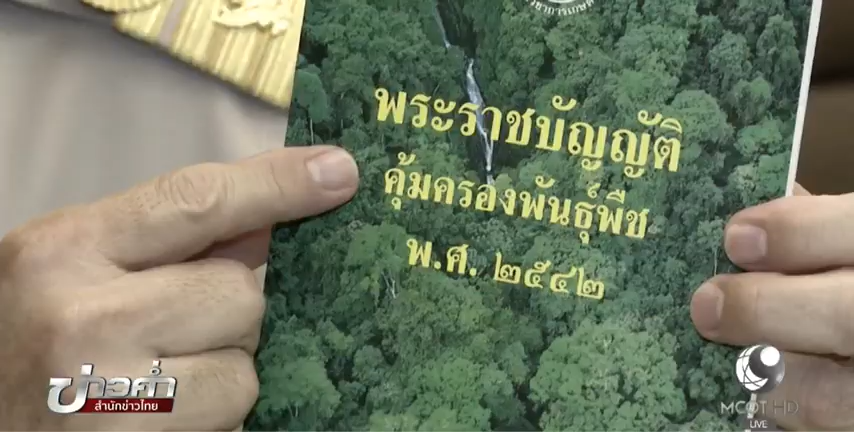 พระราชบัญญัติ
คุ้มครองพันธุ์พืช
พ.ศ. ๒๕๔๒
ข่าวค่ำ
สำนักข่าวไทย
MCOT HD
LIVE